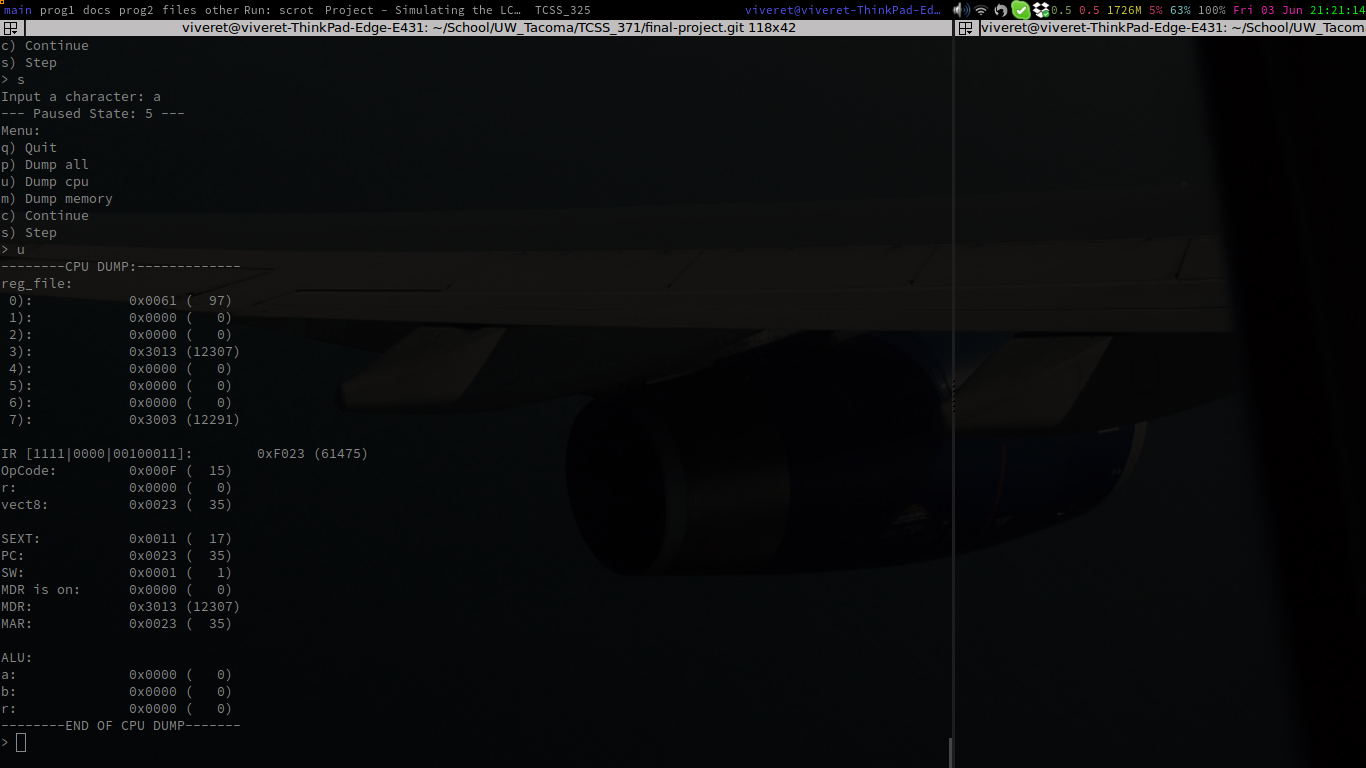 main prog1 docs prog2 files other Run: scrot Project - Simulating the LC… TCSS_325 viveret@viveret-ThinkPad-Ed… 0.5 0.5 1726M 5% 63% 100% Fri 03 Jun 21:21:14
viveret@viveret-ThinkPad-Edge-E431: ~/School/UW_Tacoma/TCSS_371/final-project.git 118x42
viveret@viveret-ThinkPad-Edge-E431: ~/School/UW_Tacom
c) Continue
s) Step
> s
Input a character: a
--- Paused State: 5 ---
Menu:
q) Quit
p) Dump all
u) Dump cpu
m) Dump memory
c) Continue
s) Step
> u
--------CPU DUMP:-------------
reg_file:
 0):            0x0061 (   97)
 1):            0x0000 (    0)
 2):            0x0000 (    0)
 3):            0x3013 (12307)
 4):            0x0000 (    0)
 5):            0x0000 (    0)
 6):            0x0000 (    0)
 7):            0x3003 (12291)
IR [1111|0000|00100011]:        0xF023 (61475)
OpCode:         0x000F (   15)
r:              0x0000 (    0)
vect8:          0x0023 (   35)
SEXT:           0x0011 (   17)
PC:             0x0023 (   35)
SW:             0x0001 (    1)
MDR is on:      0x0000 (    0)
MDR:            0x3013 (12307)
MAR:            0x0023 (   35)
ALU:
a:              0x0000 (    0)
b:              0x0000 (    0)
r:              0x0000 (    0)
--------END OF CPU DUMP-------
>